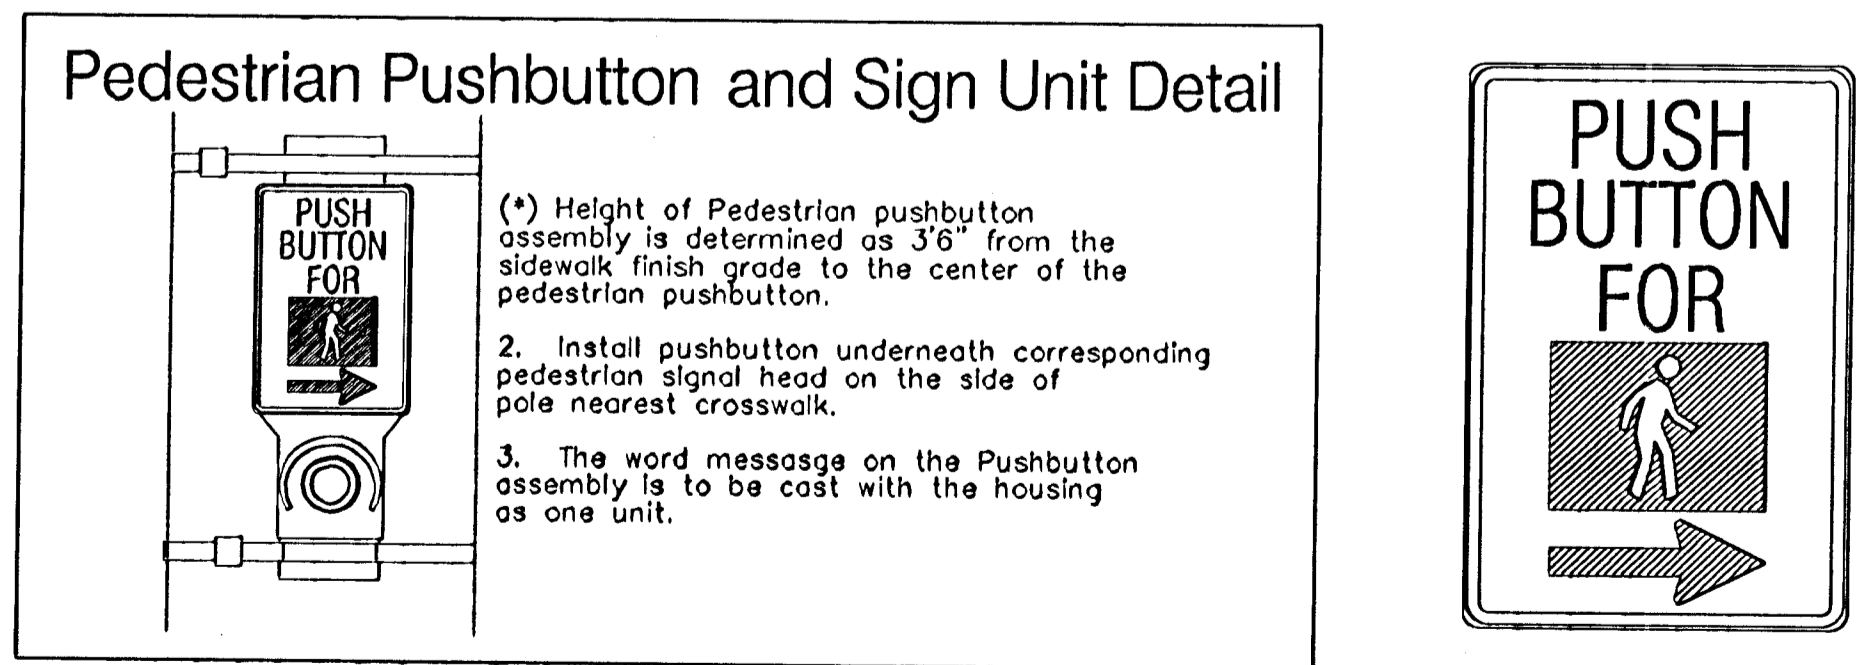 Pedestrian Pushbutton and Sign Unit Detail
PUSH
BUTTON
FOR
(*) Height of Pedestrian pushbutton
assembly is determined as 3'6" from the
sidewalk finish grade to the center of the
pedestrian pushbutton.
2. Install pushbutton underneath corresponding
pedestrian signal head on the side of
pole nearest crosswalk.
3. The word messasge on the Pushbutton
assembly is to be cast with the housing
as one unit.
PUSH
BUTTON
FOR